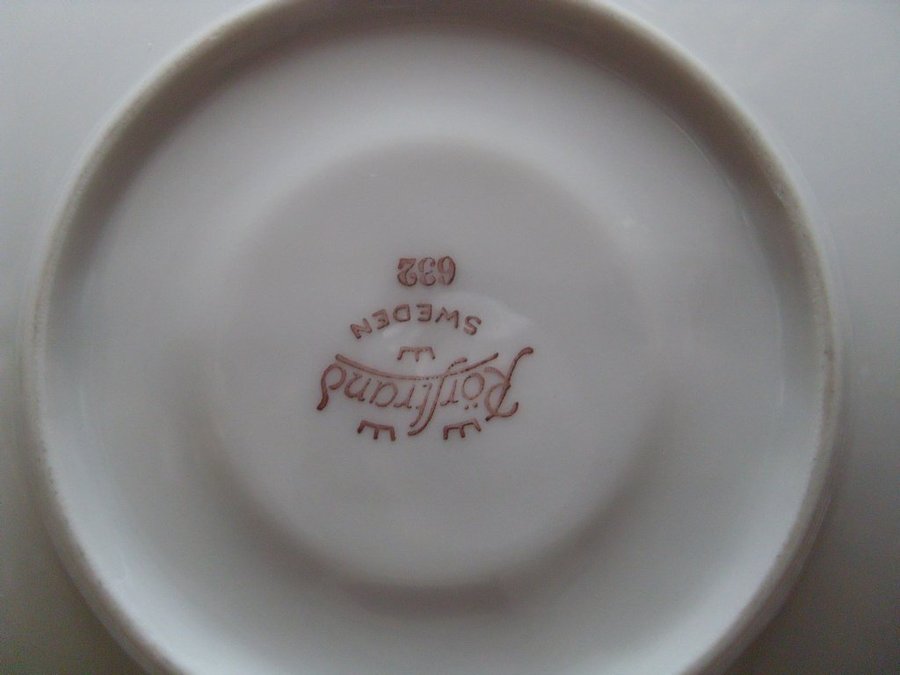 Rörstrand
SWEDEN
632